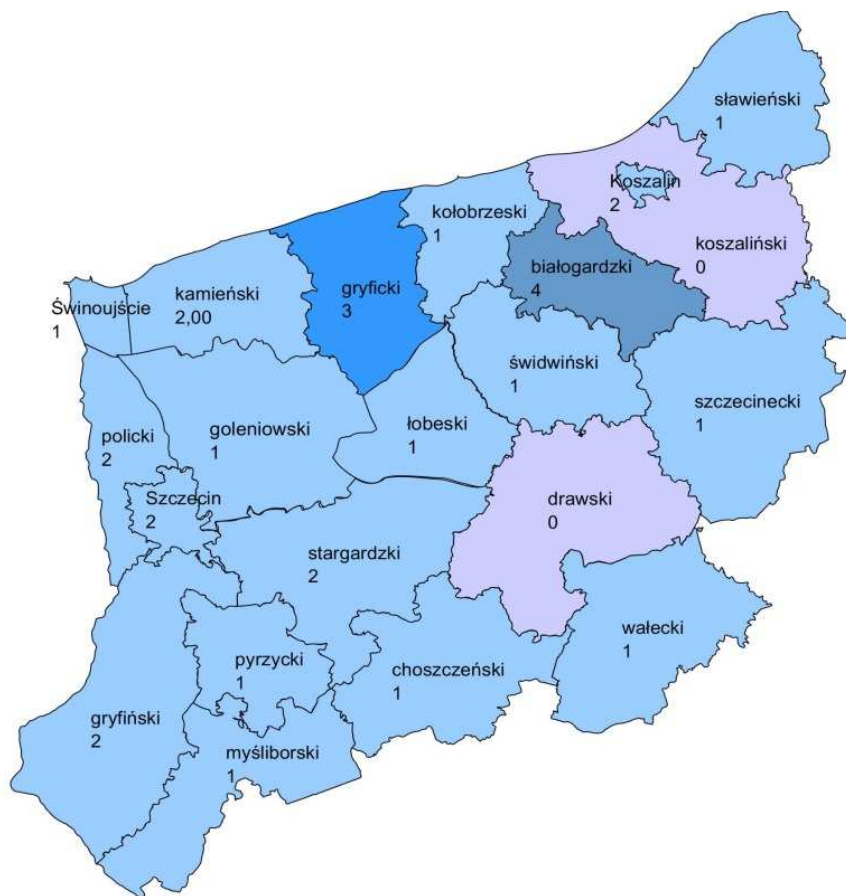 sławieński
1
Koszalin
2
kołobrzeski
1
koszaliński
0
białogardzki
4
gryficki
3
kamieński
2,00
Świnoujście
1
świdwiński
1
szczecinecki
1
policki
2
goleniowski
1
łobeski
1
Szczecin
2
drawski
0
stargardzki
2
wałecki
1
pyrzycki
1
choszczeński
1
gryfiński
2
myśliborski
1